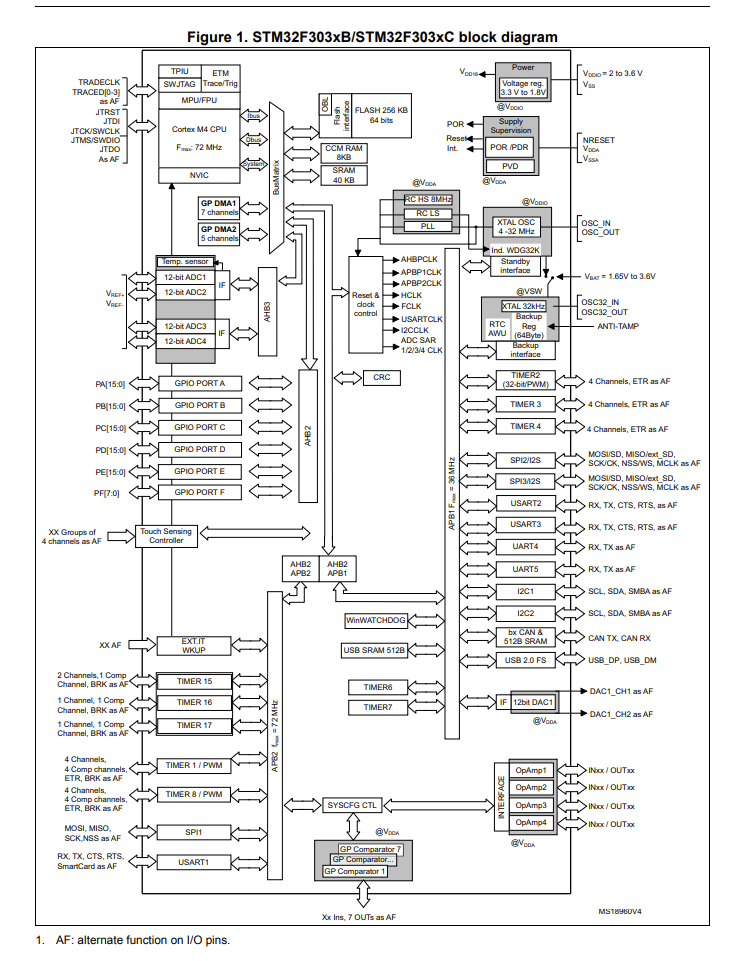 Figure 1. STM32F303xB/STM32F303xC block diagram
TRADECLK
TRACED[0-3]
as AF
JTRST
JTDI
JTCK/SWCLK
JTMS/SWDIO
JTDO
As AF
TPIU
SWJTAG
ETM
Trace/Trig
MPU/FPU
Cortex M4 CPU
Fmax: 72 MHz
NVIC
Ibus
Dbus
System
BusMatrix
OBL
Flash
interface
FLASH 256 KB
64 bits
CCM RAM
8KB
SRAM
40 KB
GP DMA1
7 channels
GP DMA2
5 channels
Power
VDD18
Voltage reg.
3.3 V to 1.8V
VDDIO = 2 to 3.6 V
VSS
@VDDIO
Supply
Supervision
POR
Reset
Int.
POR /PDR
PVD
NRESET
VDDA
VSSA
@VDDA
@VDDA
RC HS 8MHz
RC LS
PLL
@VDDIO
XTAL OSC
4 -32 MHz
OSC_IN
OSC_OUT
Ind. WDG32K
Standby
interface
VBAT = 1.65V to 3.6V
@VSW
XTAL 32kHz
OSC32_IN
OSC32_OUT
RTC
AWU
Backup
Reg
(64Byte)
ANTI-TAMP
Backup
interface
Reset &
clock
control
AHBPCLK
APBP1CLK
APBP2CLK
HCLK
FCLK
USARTCLK
I2CCLK
ADC SAR
1/2/3/4 CLK
Temp. sensor
12-bit ADC1
12-bit ADC2
IF
12-bit ADC3
12-bit ADC4
IF
VREF+
VREF-
@VDDA
AHB3
AHB2
CRC
PA[15:0]
GPIO PORT A
PB[15:0]
GPIO PORT B
PC[15:0]
GPIO PORT C
PD[15:0]
GPIO PORT D
PE[15:0]
GPIO PORT E
PF[7:0]
GPIO PORT F
XX Groups of
4 channels as AF
Touch Sensing
Controller
AHB2
APB2
AHB2
APB1
APB1 Fmax = 36 MHz
TIMER2
(32-bit/PWM)
4 Channels, ETR as AF
TIMER 3
4 Channels, ETR as AF
TIMER 4
4 Channels, ETR as AF
SPI2/I2S
MOSI/SD, MISO/ext_SD,
SCK/CK, NSS/WS, MCLK as AF
SPI3/I2S
MOSI/SD, MISO/ext_SD,
SCK/CK, NSS/WS, MCLK as AF
USART2
RX, TX, CTS, RTS, as AF
USART3
RX, TX, CTS, RTS, as AF
UART4
RX, TX as AF
UART5
RX, TX as AF
I2C1
SCL, SDA, SMBA as AF
I2C2
SCL, SDA, SMBA as AF
bx CAN &
512B SRAM
CAN TX, CAN RX
USB 2.0 FS
USB_DP, USB_DM
IF
12bit DAC1
DAC1_CH1 as AF
DAC1_CH2 as AF
@VDDA
WinWATCHDOG
USB SRAM 512B
TIMER6
TIMER7
XX AF
EXT.IT
WKUP
2 Channels,1 Comp
Channel, BRK as AF
TIMER 15
1 Channel, 1 Comp
Channel, BRK as AF
TIMER 16
1 Channel, 1 Comp
Channel, BRK as AF
TIMER 17
4 Channels,
4 Comp channels,
ETR, BRK as AF
TIMER 1 / PWM
4 Channels,
4 Comp channels,
ETR, BRK as AF
TIMER 8 / PWM
MOSI, MISO,
SCK,NSS as AF
SPI1
RX, TX, CTS, RTS,
SmartCard as AF
USART1
APB2 fmax = 72 MHz
SYSCFG CTL
INTERFACE
OpAmp1
INxx / OUTxx
OpAmp2
INxx / OUTxx
OpAmp3
INxx / OUTxx
OpAmp4
INxx / OUTxx
@VDDA
@VDDA
GP Comparator 7
GP Comparator...
GP Comparator 1
Xx Ins, 7 OUTs as AF
MS18960V4
1. AF: alternate function on I/O pins.